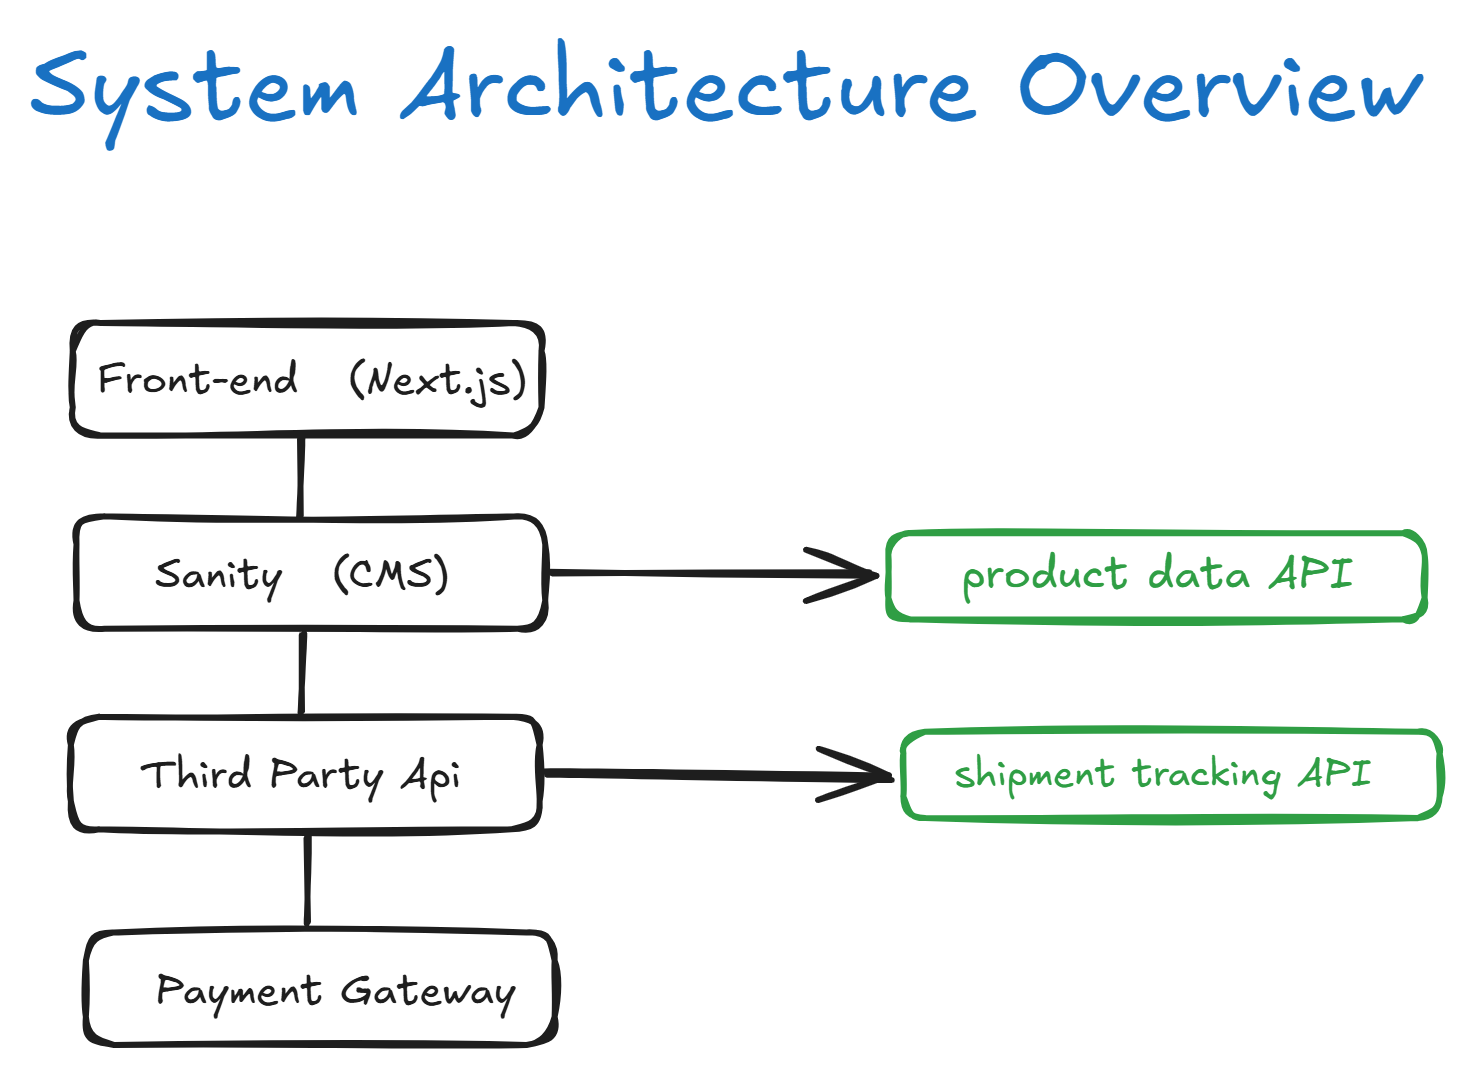 System Architecture Overview
Front-end (Next.js)
Sanity (CMS)
product data API
Third Party Api
shipment tracking API
Payment Gateway